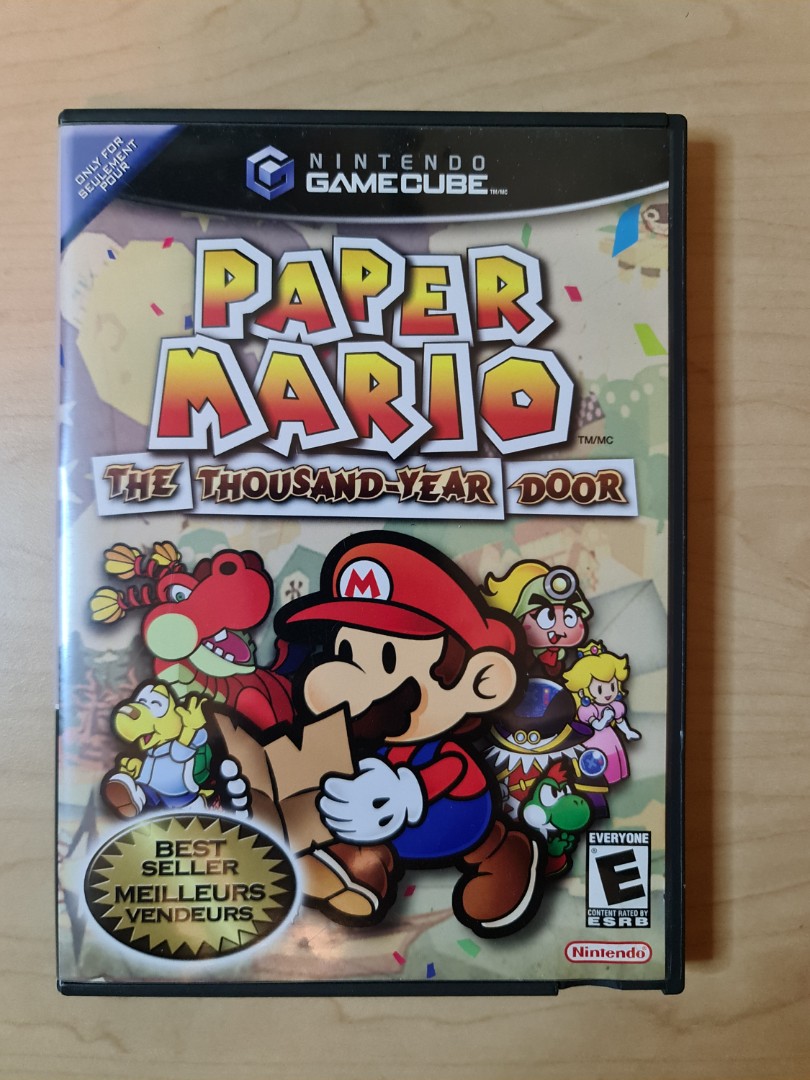 ONLY FOR
SEULEMENT
POUR
NINTENDO
GAMECUBE TM/MC
PAPER
MARIO
TM/MC
THE THOUSAND-YEAR DOOR
M
BEST
SELLER
MEILLEURS
VENDEURS
EVERYONE
E
®
CONTENT RATED BY
ESRB
Nintendo